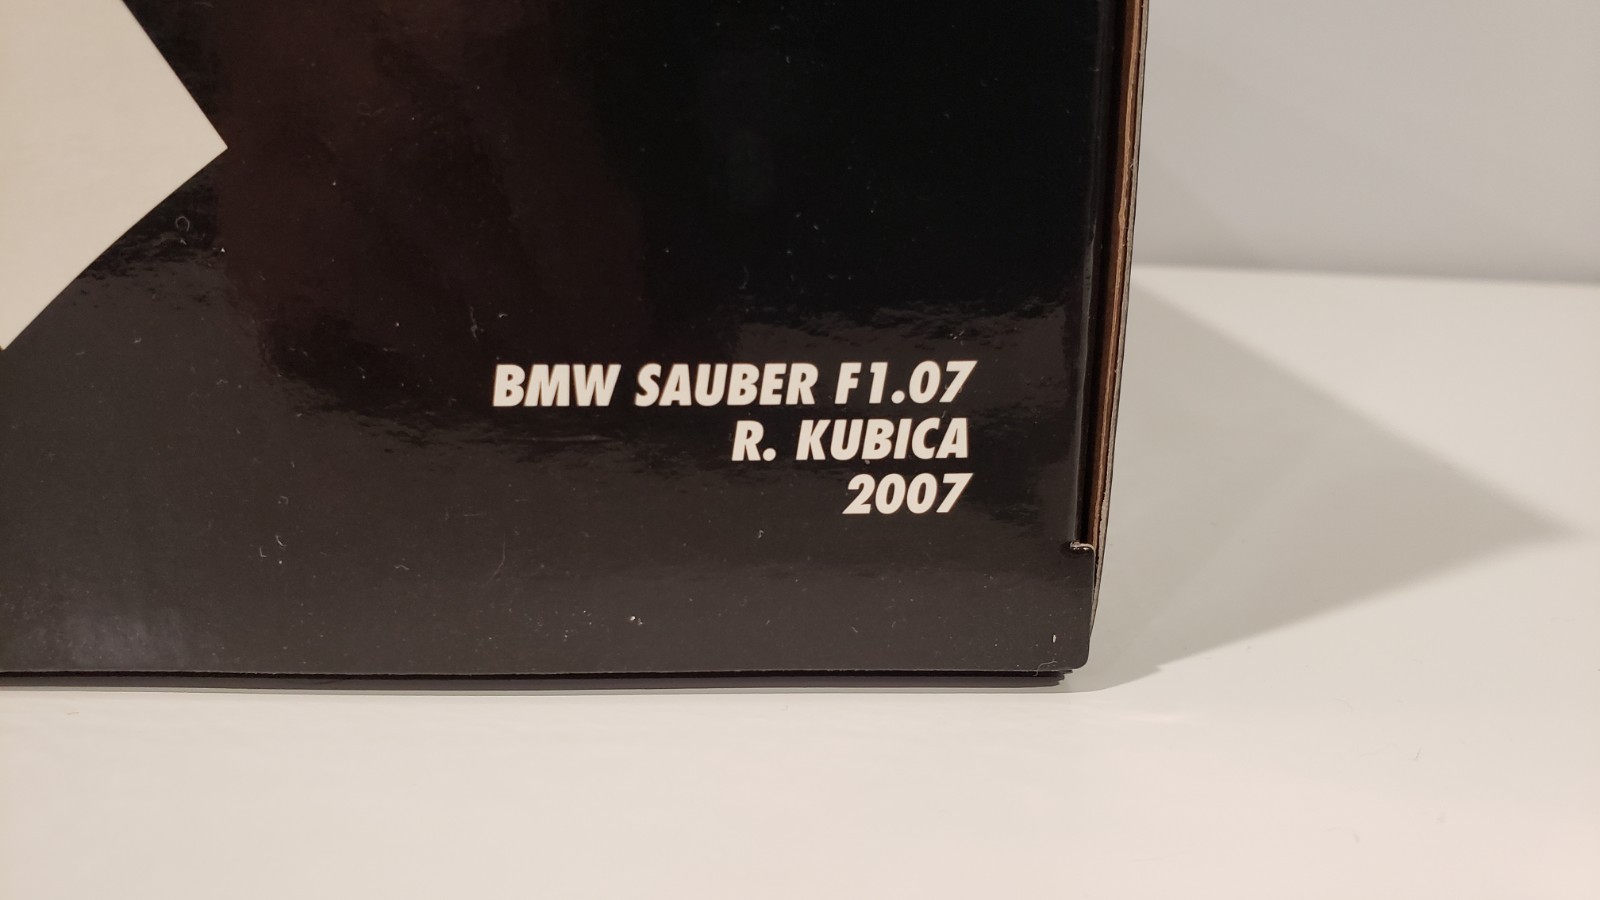 BMW SAUBER F1.07
R. KUBICA
2007